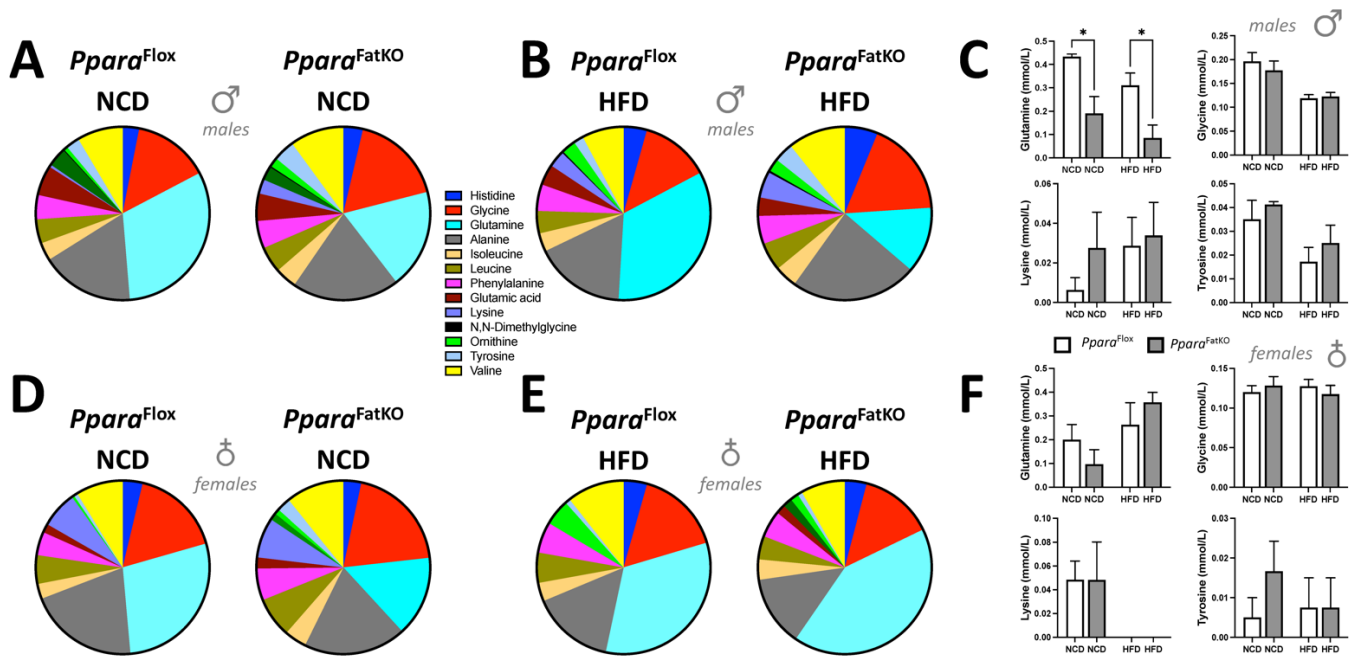 A
Ppara^Flox
NCD
♂
males
Ppara^FatKO
NCD
B
Ppara^Flox
HFD
♂
males
Ppara^FatKO
HFD
Histidine
Glycine
Glutamine
Alanine
Isoleucine
Leucine
Phenylalanine
Glutamic acid
Lysine
N,N-Dimethylglycine
Ornithine
Tyrosine
Valine
C
males ♂
Glutamine (mmol/L)
0.5
0.4
0.3
0.2
0.1
0.0
*
*
NCD NCD HFD HFD
Glycine (mmol/L)
0.25
0.20
0.15
0.10
0.05
0.00
NCD NCD HFD HFD
Lysine (mmol/L)
0.06
0.04
0.02
0.00
NCD NCD HFD HFD
Tryosine (mmol/L)
0.05
0.04
0.03
0.02
0.01
0.00
NCD NCD HFD HFD
Ppara^Flox Ppara^FatKO
D
Ppara^Flox
NCD
♀
females
Ppara^FatKO
NCD
E
Ppara^Flox
HFD
♀
females
Ppara^FatKO
HFD
F
females ♀
Glutamine (mmol/L)
0.5
0.4
0.3
0.2
0.1
0.0
NCD NCD HFD HFD
Glycine (mmol/L)
0.15
0.10
0.05
0.00
NCD NCD HFD HFD
Lysine (mmol/L)
0.10
0.08
0.06
0.04
0.02
0.00
NCD NCD HFD HFD
Tyrosine (mmol/L)
0.03
0.02
0.01
0.00
NCD NCD HFD HFD